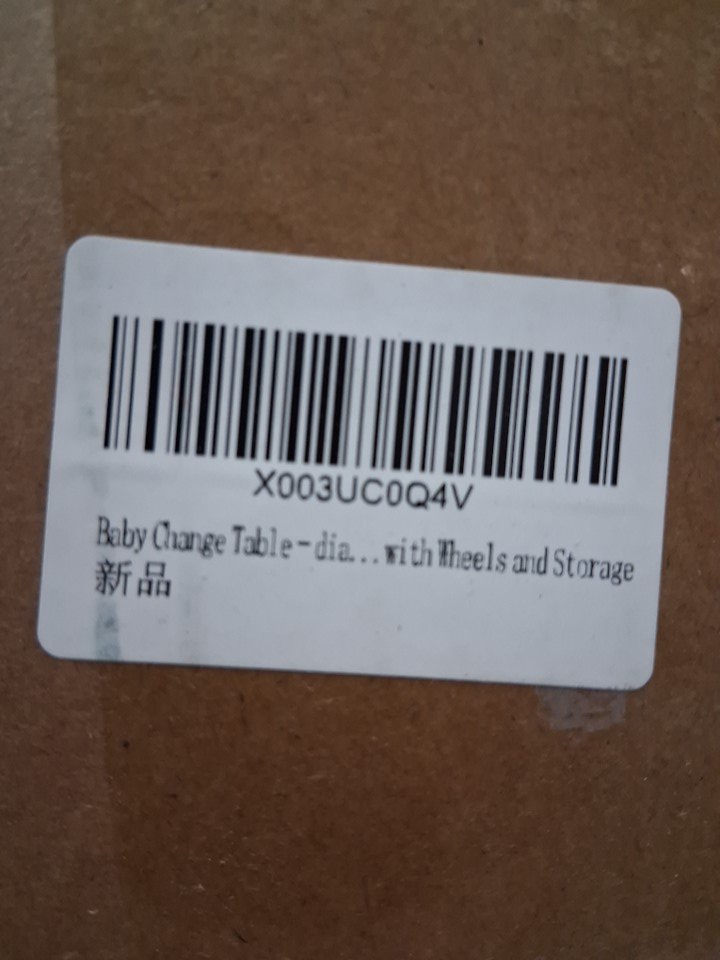 X003UC0Q4V
Baby Change Table-dia...with Wheels and Storage
新品